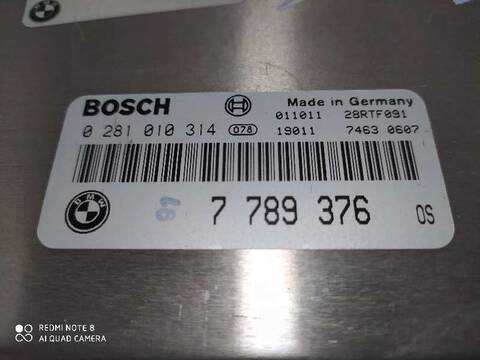 BOSCH
Made in Germany
011011 28RTF091
0 281 010 314 078 19011 7463 0607
BMW
7 789 376 OS
REDMI NOTE 8
AI QUAD CAMERA